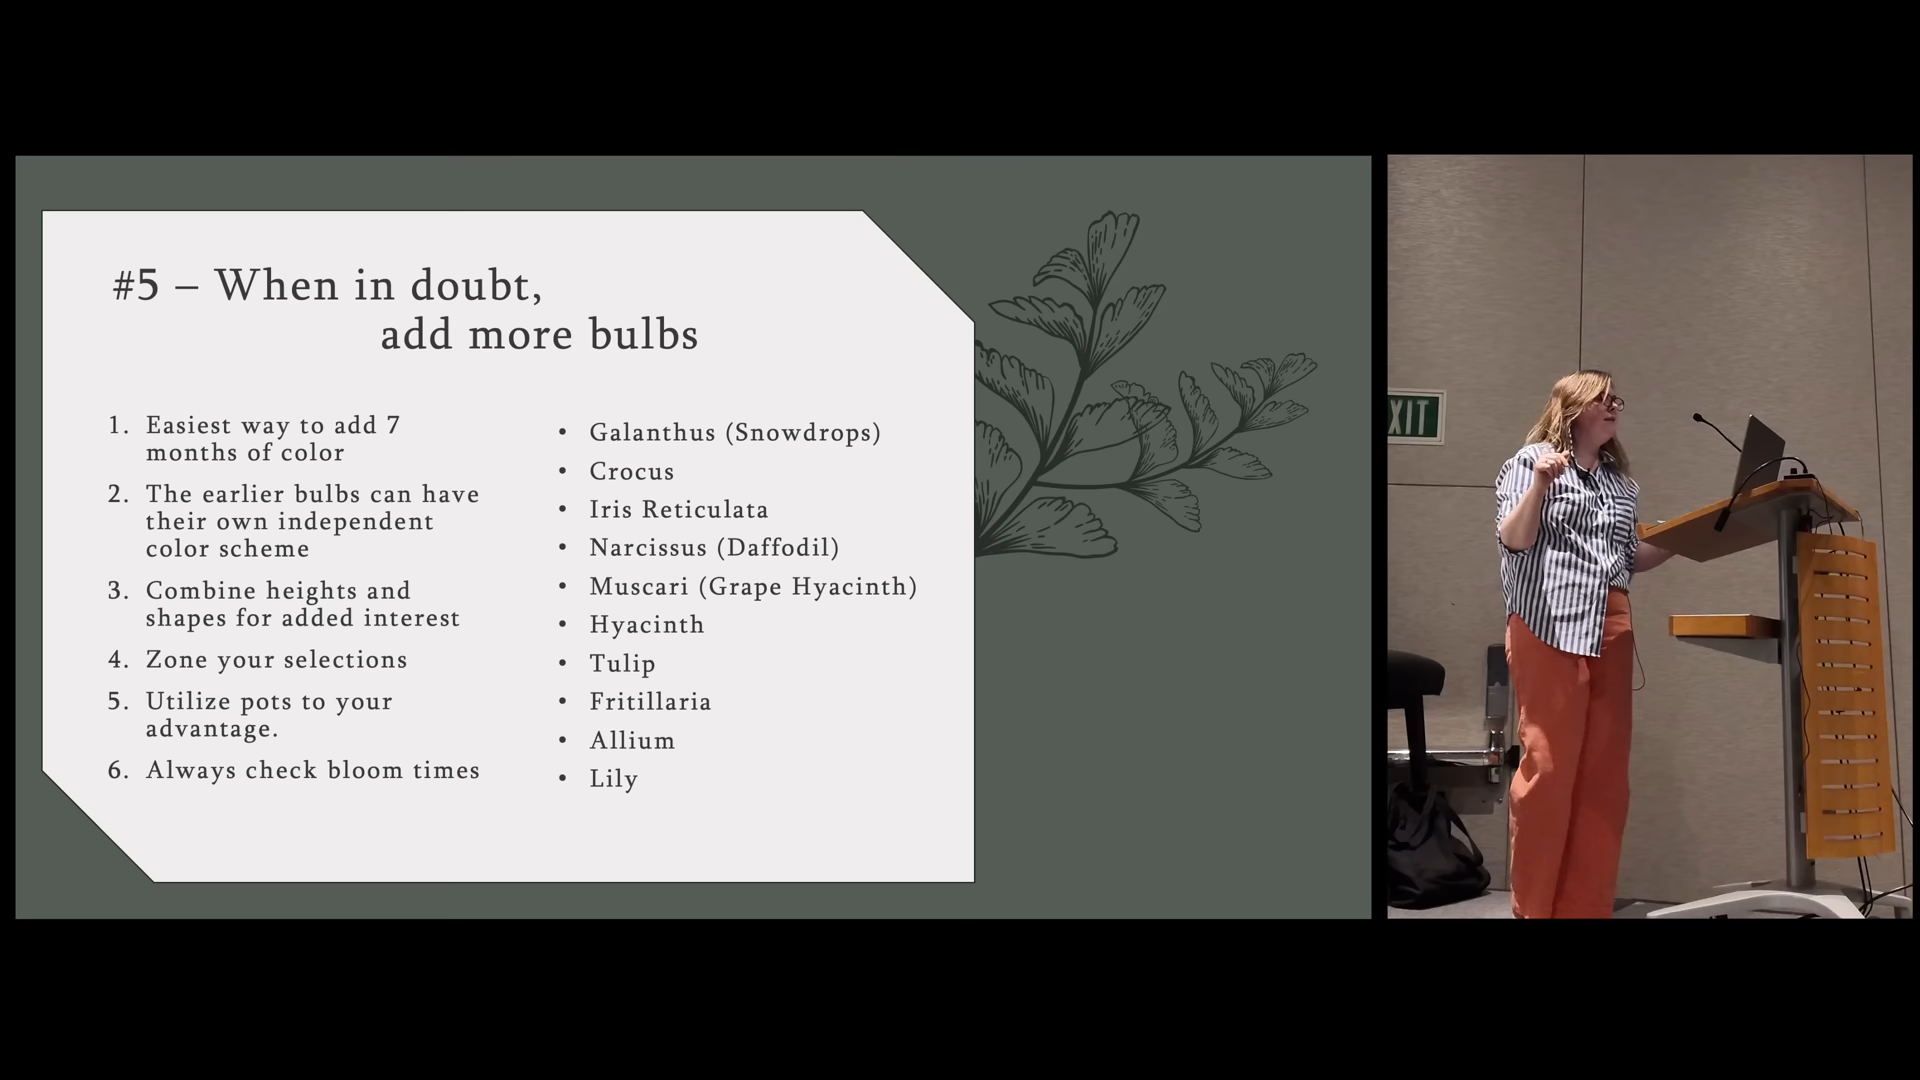 #5 – When in doubt,
add more bulbs
1. Easiest way to add 7
months of color
2. The earlier bulbs can have
their own independent
color scheme
3. Combine heights and
shapes for added interest
4. Zone your selections
5. Utilize pots to your
advantage.
6. Always check bloom times
• Galanthus (Snowdrops)
• Crocus
• Iris Reticulata
• Narcissus (Daffodil)
• Muscari (Grape Hyacinth)
• Hyacinth
• Tulip
• Fritillaria
• Allium
• Lily
XIT